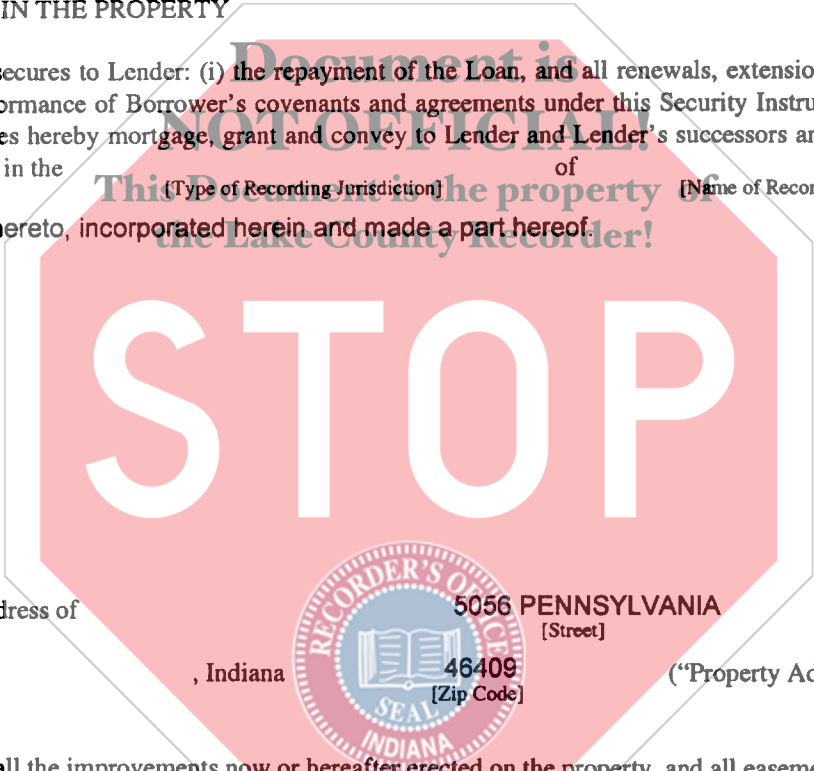 IN THE PROPERTY
Document is
secures to Lender: (i) the repayment of the Loan, and all renewals, extensio
ormance of Borrower's covenants and agreements under this Security Instru
NOT OFFICIAL!
es hereby mortgage, grant and convey to Lender and Lender's successors an
in the of
This Document is the property of
[Type of Recording Jurisdiction] [Name of Recor
ereto, incorporated herein and made a part hereof.
the Lake County Recorder!
STOP
RECORDER'S OFFICE
dress of 5056 PENNSYLVANIA
[Street]
, Indiana 46409 ("Property Ad
[Zip Code]
SEAL
INDIANA
all the improvements now or hereafter erected on the property, and all easeme